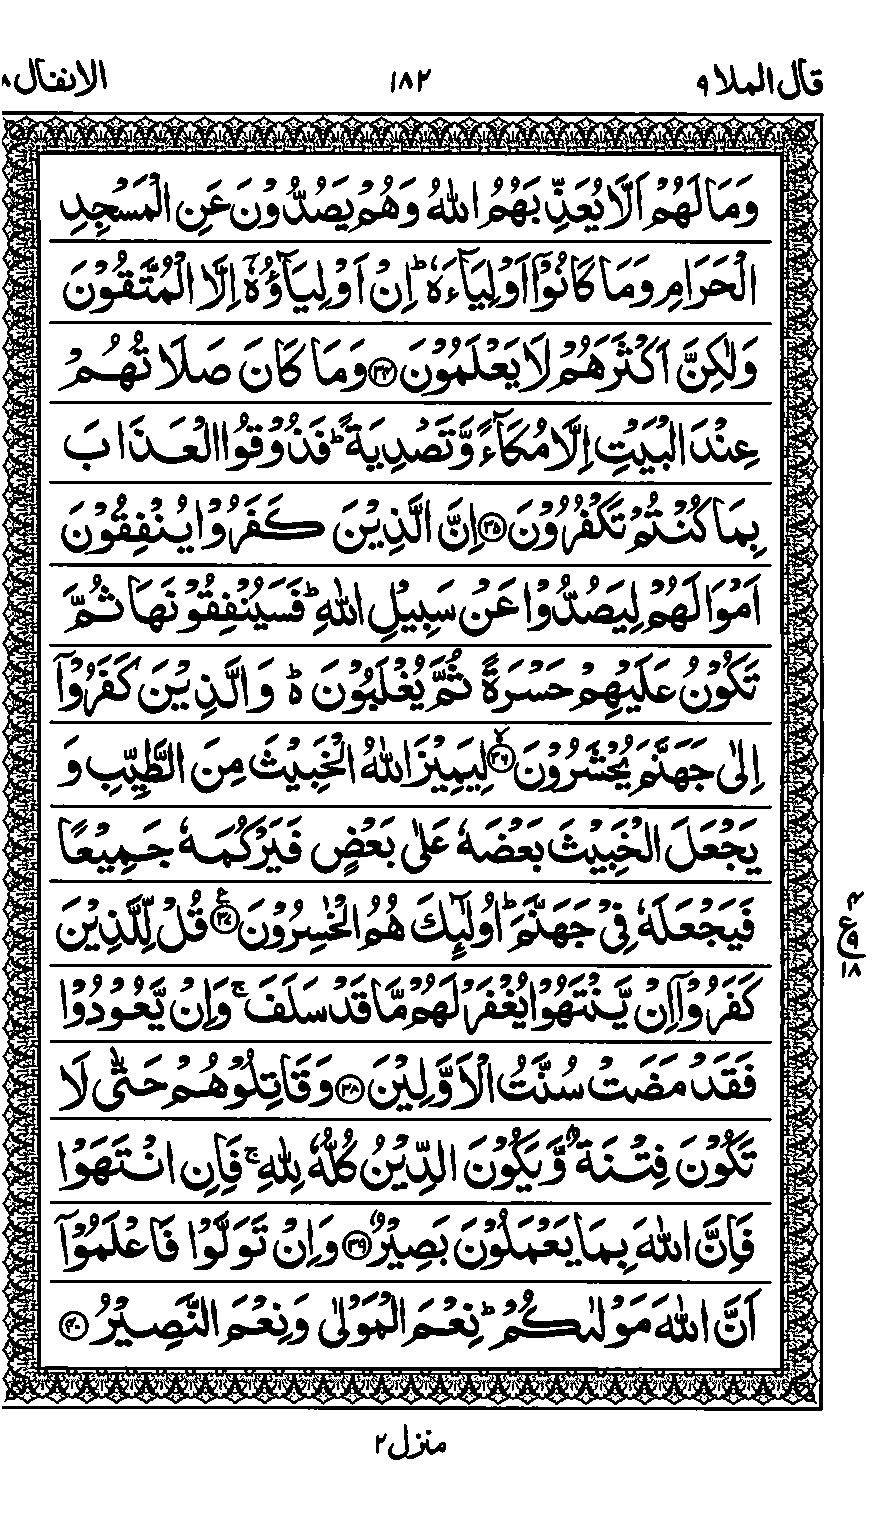 قال الملا ٩ ١٨٢ الانفال ٨
وَمَا لَهُمْ اَلَّا يُعَذِّبَهُمُ اللّٰهُ وَهُمْ يَصُدُّوْنَ عَنِ الْمَسْجِدِ
الْحَرَامِ وَمَا كَانُوْۤا اَوْلِيَآءَهٗ ؕ اِنْ اَوْلِيَآؤُهٗۤ اِلَّا الْمُتَّقُوْنَ
وَلٰكِنَّ اَكْثَرَهُمْ لَا يَعْلَمُوْنَ ﴿۳۴﴾ وَمَا كَانَ صَلَاتُهُمْ
عِنْدَ الْبَيْتِ اِلَّا مُكَآءً وَّتَصْدِيَةً ؕ فَذُوْقُوا الْعَذَابَ
بِمَا كُنْتُمْ تَكْفُرُوْنَ ﴿۳۵﴾ اِنَّ الَّذِيْنَ كَفَرُوْا يُنْفِقُوْنَ
اَمْوَالَهُمْ لِيَصُدُّوْا عَنْ سَبِيْلِ اللّٰهِ ؕ فَسَيُنْفِقُوْنَهَا ثُمَّ
تَكُوْنُ عَلَيْهِمْ حَسْرَةً ثُمَّ يُغْلَبُوْنَ ؕ وَالَّذِيْنَ كَفَرُوْۤا
اِلٰى جَهَنَّمَ يُحْشَرُوْنَ ﴿۳۶﴾ۙ لِيَمِيْزَ اللّٰهُ الْخَبِيْثَ مِنَ الطَّيِّبِ وَ
يَجْعَلَ الْخَبِيْثَ بَعْضَهٗ عَلٰى بَعْضٍ فَيَرْكُمَهٗ جَمِيْعًا
فَيَجْعَلَهٗ فِيْ جَهَنَّمَ ؕ اُولٰٓئِكَ هُمُ الْخٰسِرُوْنَ ﴿۳۷﴾ع قُلْ لِّلَّذِيْنَ
كَفَرُوْۤا اِنْ يَّنْتَهُوْا يُغْفَرْ لَهُمْ مَّا قَدْ سَلَفَ ۚ وَاِنْ يَّعُوْدُوْا
فَقَدْ مَضَتْ سُنَّتُ الْاَوَّلِيْنَ ﴿۳۸﴾ وَقَاتِلُوْهُمْ حَتّٰى لَا
تَكُوْنَ فِتْنَةٌ وَّيَكُوْنَ الدِّيْنُ كُلُّهٗ لِلّٰهِ ۚ فَاِنِ انْتَهَوْا
فَاِنَّ اللّٰهَ بِمَا يَعْمَلُوْنَ بَصِيْرٌ ﴿۳۹﴾ وَاِنْ تَوَلَّوْا فَاعْلَمُوْۤا
اَنَّ اللّٰهَ مَوْلٰىكُمْ ؕ نِعْمَ الْمَوْلٰى وَنِعْمَ النَّصِيْرُ ﴿۴۰﴾
۴
ع
۹
۱۸
منزل ۲